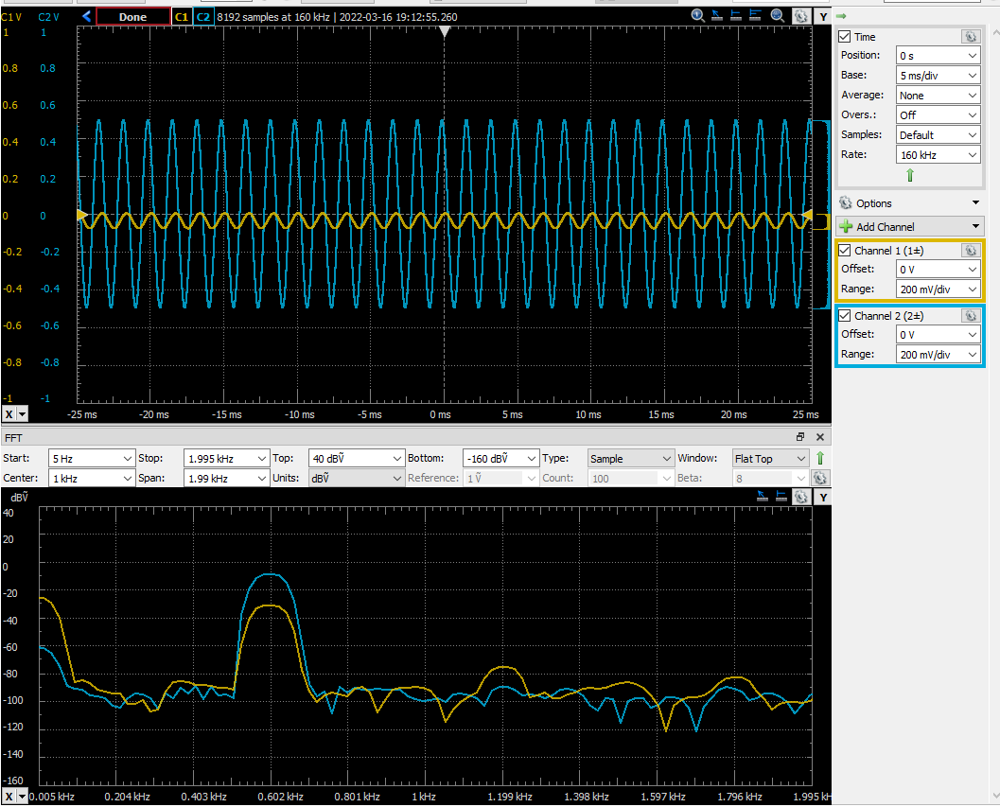 C1 V C2 V Done C1 C2 8192 samples at 160 kHz | 2022-03-16 19:12:55.260 Y
1 1
0.8 0.8
0.6 0.6
0.4 0.4
0.2 0.2
0 0
-0.2 -0.2
-0.4 -0.4
-0.6 -0.6
-0.8 -0.8
-1 -1
X -25 ms -20 ms -15 ms -10 ms -5 ms 0 ms 5 ms 10 ms 15 ms 20 ms 25 ms
Time
Position: 0 s
Base: 5 ms/div
Average: None
Overs.: Off
Samples: Default
Rate: 160 kHz
Options
Add Channel
Channel 1 (1±)
Offset: 0 V
Range: 200 mV/div
Channel 2 (2±)
Offset: 0 V
Range: 200 mV/div
FFT
Start: 5 Hz Stop: 1.995 kHz Top: 40 dBṼ Bottom: -160 dBṼ Type: Sample Window: Flat Top
Center: 1 kHz Span: 1.99 kHz Units: dBṼ Reference: 1 Ṽ Count: 100 Beta: 8
dBṼ Y
40
20
0
-20
-40
-60
-80
-100
-120
-140
-160
X 0.005 kHz 0.204 kHz 0.403 kHz 0.602 kHz 0.801 kHz 1 kHz 1.199 kHz 1.398 kHz 1.597 kHz 1.796 kHz 1.995 kH